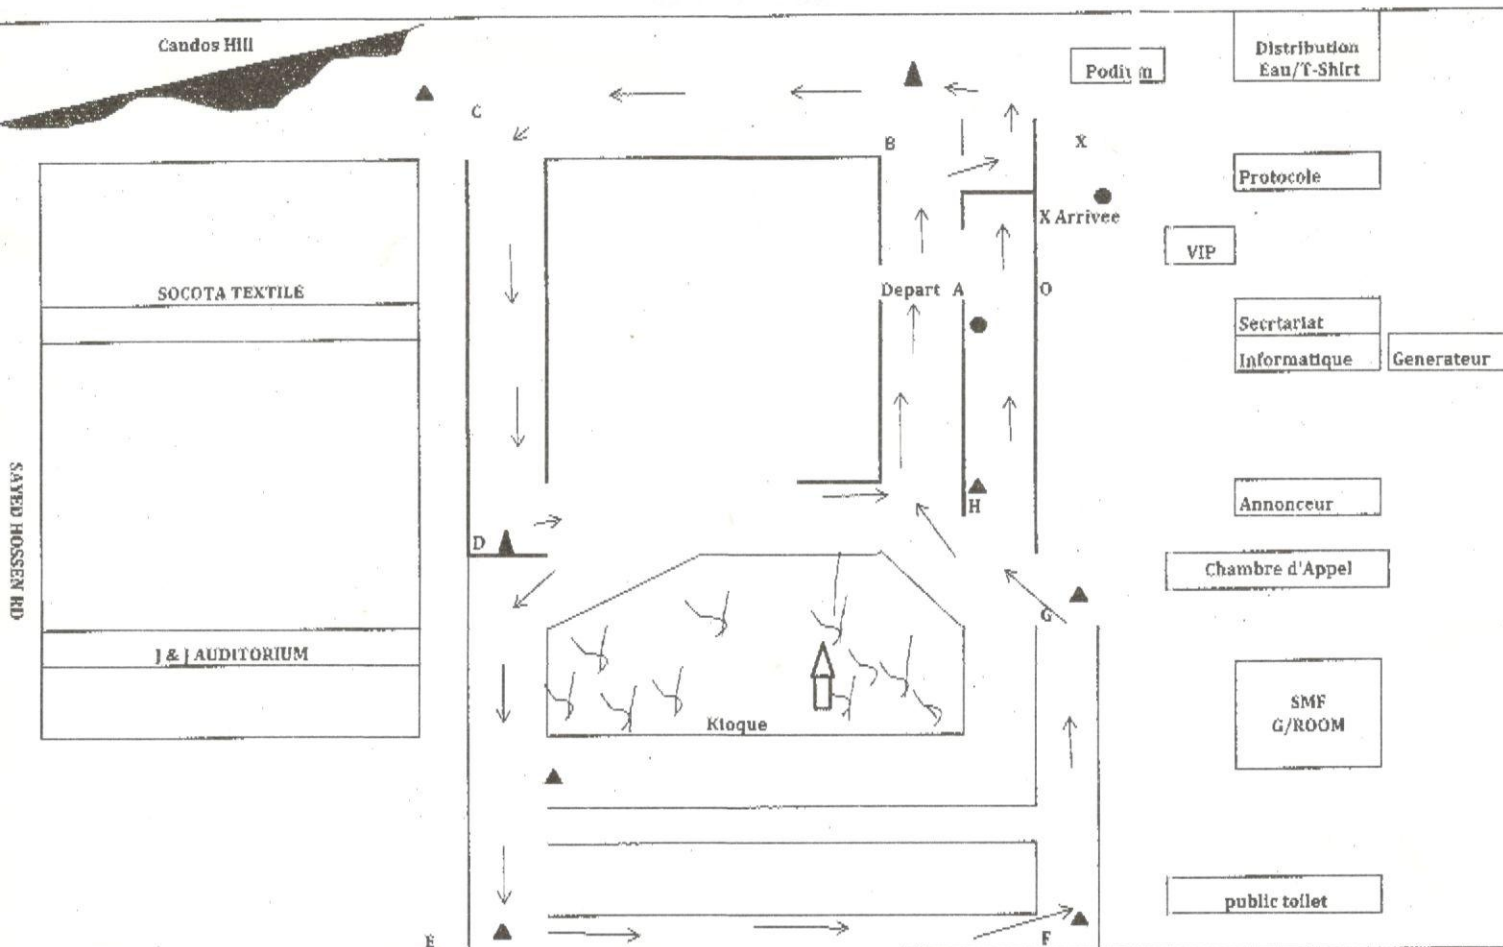 Candos Hill
Podium
Distribution
Eau/T-Shirt
C
B
X
Protocole
X Arrivee
VIP
SOCOTA TEXTILE
Depart A
O
Secrtariat
Informatique
Generateur
SAYED HOSSEN RD
H
Annonceur
D
Chambre d'Appel
G
J & J AUDITORIUM
SMF
G/ROOM
Kioque
public toilet
E
F